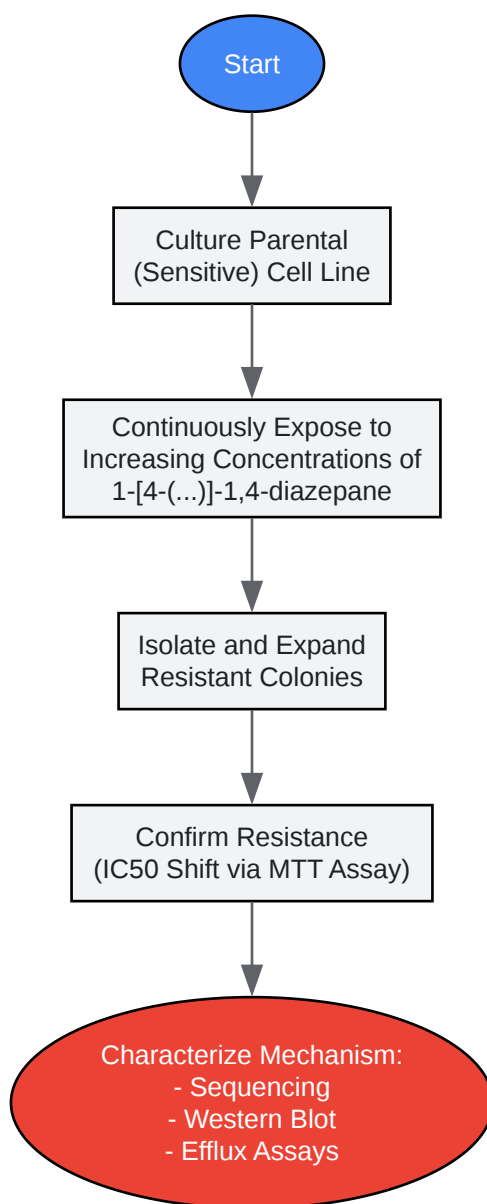 Start
Culture Parental
(Sensitive) Cell Line
Continuously Expose to
Increasing Concentrations of
1-[4-(...)]-1,4-diazepane
Isolate and Expand
Resistant Colonies
Confirm Resistance
(IC50 Shift via MTT Assay)
Characterize Mechanism:
- Sequencing
- Western Blot
- Efflux Assays